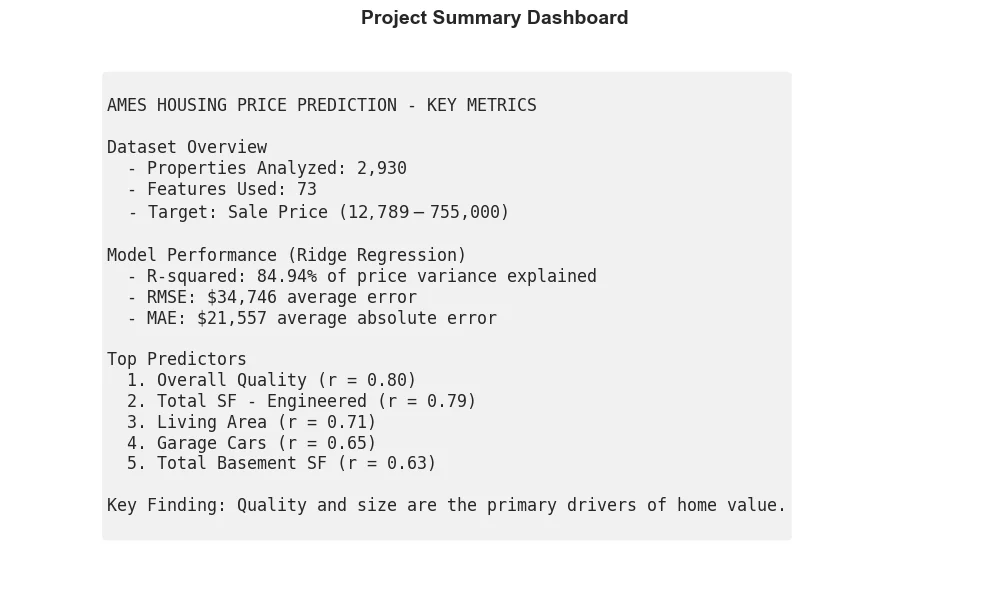 Project Summary Dashboard
AMES HOUSING PRICE PREDICTION - KEY METRICS
Dataset Overview
- Properties Analyzed: 2,930
- Features Used: 73
- Target: Sale Price (12,789 – 755,000)
Model Performance (Ridge Regression)
- R-squared: 84.94% of price variance explained
- RMSE: $34,746 average error
- MAE: $21,557 average absolute error
Top Predictors
1. Overall Quality (r = 0.80)
2. Total SF - Engineered (r = 0.79)
3. Living Area (r = 0.71)
4. Garage Cars (r = 0.65)
5. Total Basement SF (r = 0.63)
Key Finding: Quality and size are the primary drivers of home value.